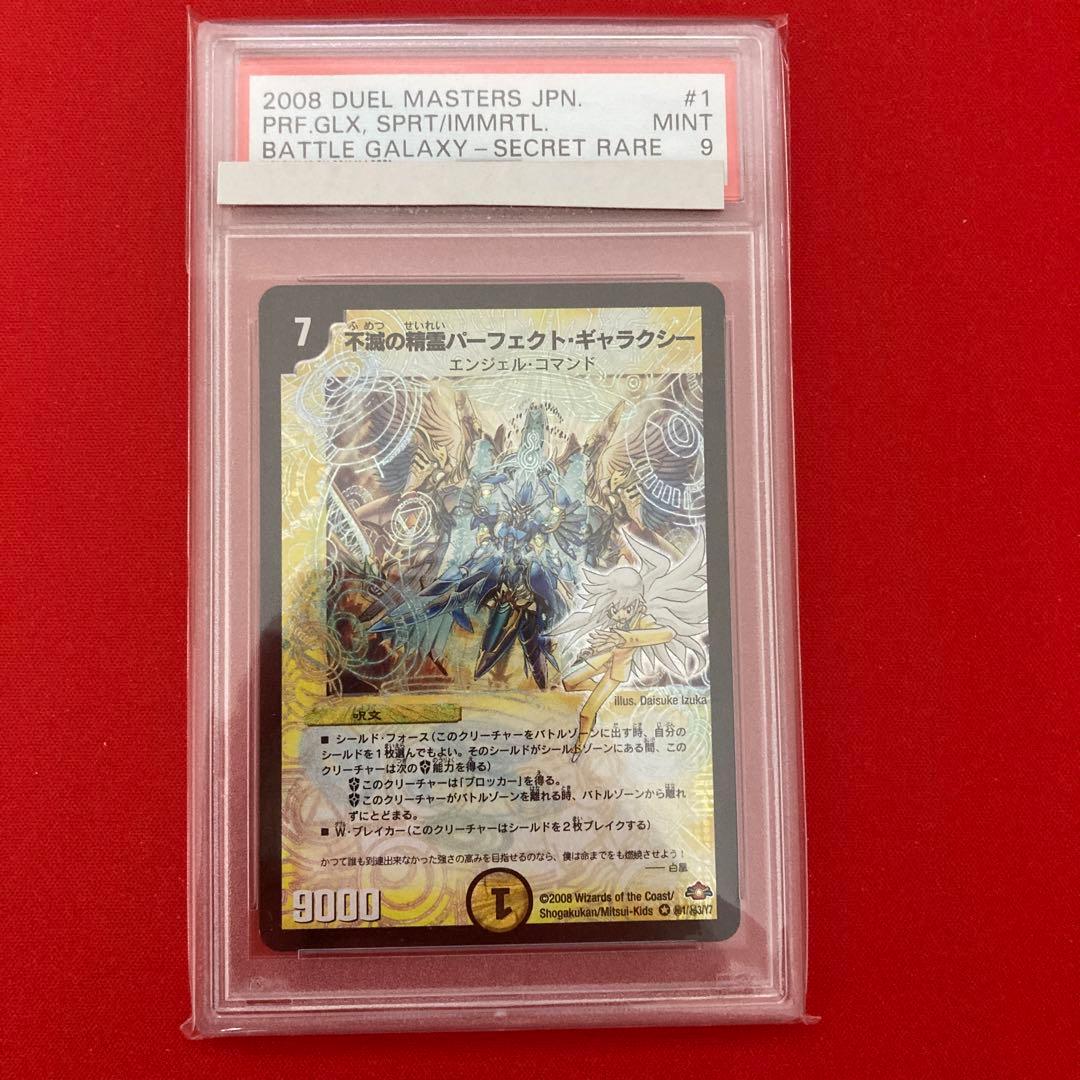 2008 DUEL MASTERS JPN. #1
PRF.GLX, SPRT/IMMRTL. MINT
BATTLE GALAXY – SECRET RARE 9
7
ふめつ せいれい
不滅の精霊パーフェクト・ギャラクシー
エンジェル・コマンド
illus. Daisuke Izuka
呪文
■ シールド・フォース(このクリーチャーをバトルゾーンに出す時、自分の
シールドを1枚選んでもよい。そのシールドがシールドゾーンにある間、この
クリーチャーは次の能力を得る)
このクリーチャーは「ブロッカー」を得る。
このクリーチャーがバトルゾーンを離れる時、バトルゾーンから離れ
ずにとどまる。
■ W・ブレイカー(このクリーチャーはシールドを2枚ブレイクする)
かつて誰も到達出来なかった強さの高みを目指せるのなら、僕は命までをも燃焼させよう!
—— 白凰
9000
1
©2008 Wizards of the Coast/
Shogakukan/Mitsui-Kids